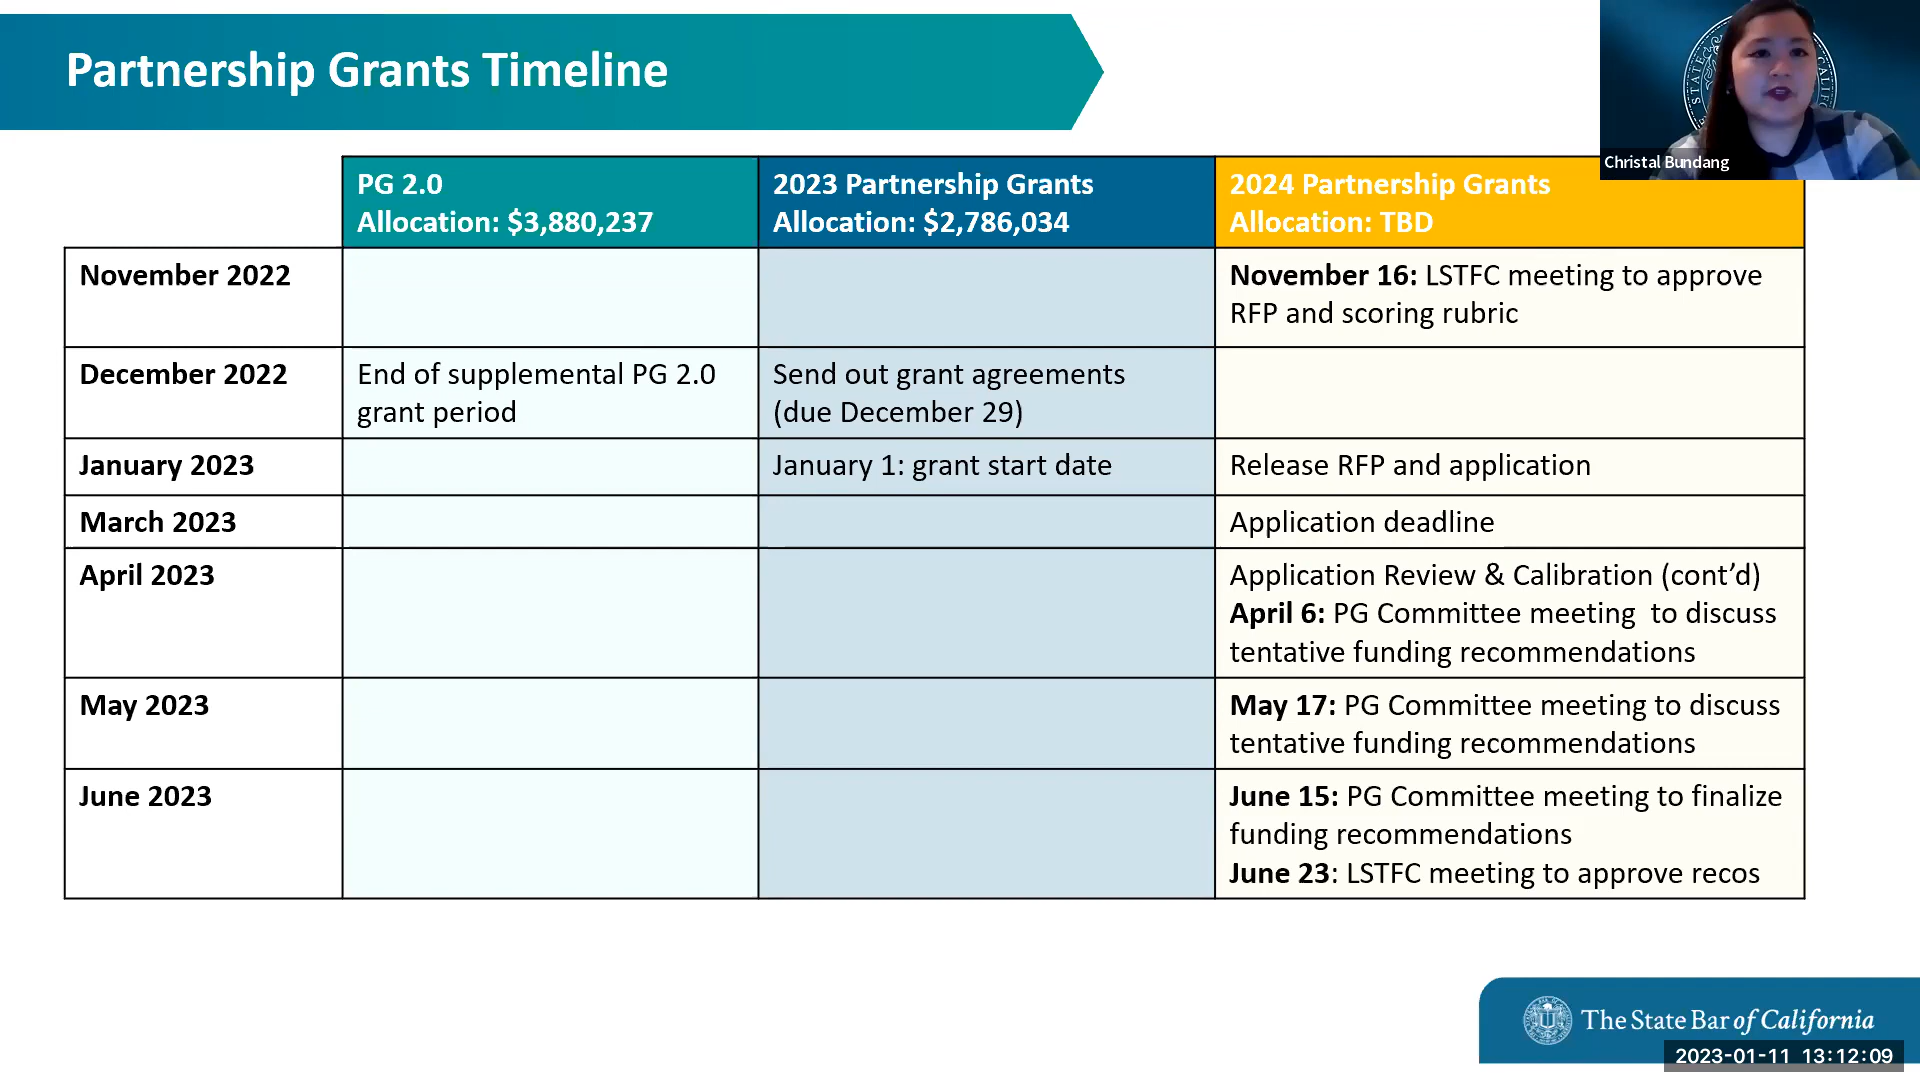 Partnership Grants Timeline
STATE
CALIFORNIA
Christal Bundang
PG 2.0
Allocation: $3,880,237
2023 Partnership Grants
Allocation: $2,786,034
2024 Partnership Grants
Allocation: TBD
November 2022
November 16: LSTFC meeting to approve
RFP and scoring rubric
December 2022
End of supplemental PG 2.0
grant period
Send out grant agreements
(due December 29)
January 2023
January 1: grant start date
Release RFP and application
March 2023
Application deadline
April 2023
Application Review & Calibration (cont’d)
April 6: PG Committee meeting to discuss
tentative funding recommendations
May 2023
May 17: PG Committee meeting to discuss
tentative funding recommendations
June 2023
June 15: PG Committee meeting to finalize
funding recommendations
June 23: LSTFC meeting to approve recos
The State Bar of California
2023-01-11 13:12:09